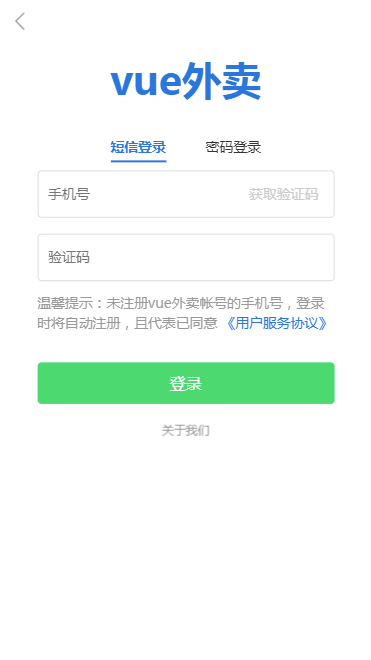 vue外卖
短信登录 密码登录
手机号 获取验证码
验证码
温馨提示：未注册vue外卖帐号的手机号，登录
时将自动注册，且代表已同意 《用户服务协议》
登录
关于我们